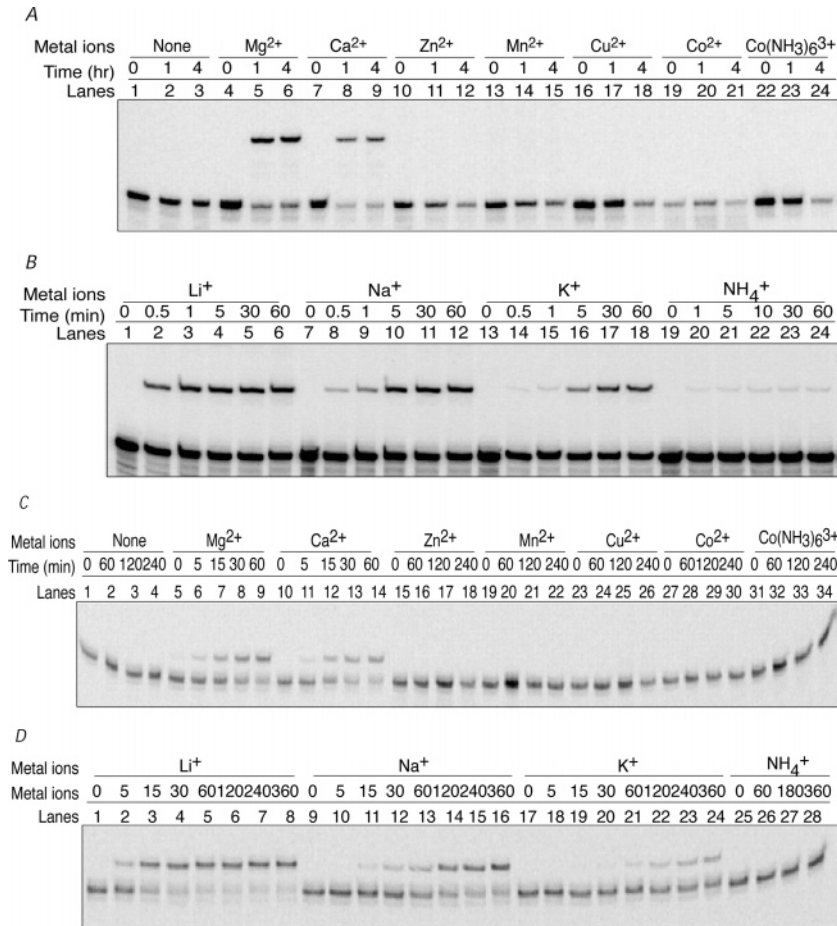 A
Metal ions None Mg2+ Ca2+ Zn2+ Mn2+ Cu2+ Co2+ Co(NH3)63+
Time (hr) 0 1 4 0 1 4 0 1 4 0 1 4 0 1 4 0 1 4 0 1 4 0 1 4
Lanes 1 2 3 4 5 6 7 8 9 10 11 12 13 14 15 16 17 18 19 20 21 22 23 24
B
Metal ions Li+ Na+ K+ NH4+
Time (min) 0 0.5 1 5 30 60 0 0.5 1 5 30 60 0 0.5 1 5 30 60 0 1 5 10 30 60
Lanes 1 2 3 4 5 6 7 8 9 10 11 12 13 14 15 16 17 18 19 20 21 22 23 24
C
Metal ions None Mg2+ Ca2+ Zn2+ Mn2+ Cu2+ Co2+ Co(NH3)63+
Time (min) 0 60 120 240 0 5 15 30 60 0 5 15 30 60 0 60 120 240 0 60 120 240 0 60 120 240 0 60 120 240 0 60 120 240
Lanes 1 2 3 4 5 6 7 8 9 10 11 12 13 14 15 16 17 18 19 20 21 22 23 24 25 26 27 28 29 30 31 32 33 34
D
Metal ions Li+ Na+ K+ NH4+
Metal ions 0 5 15 30 60 120 240 360 0 5 15 30 60 120 240 360 0 5 15 30 60 120 240 360 0 60 180 360
Lanes 1 2 3 4 5 6 7 8 9 10 11 12 13 14 15 16 17 18 19 20 21 22 23 24 25 26 27 28